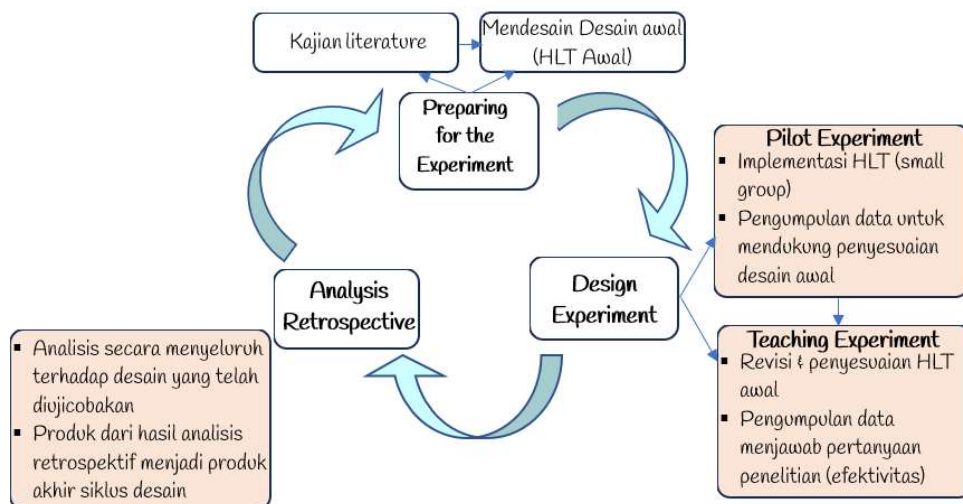 Kajian literature
Mendesain Desain awal
(HLT Awal)
Preparing
for the
Experiment
Pilot Experiment
▪ Implementasi HLT (small
group)
▪ Pengumpulan data untuk
mendukung penyesuaian
desain awal
Design
Experiment
Teaching Experiment
▪ Revisi & penyesuaian HLT
awal
▪ Pengumpulan data
menjawab pertanyaan
penelitian (efektivitas)
Analysis
Retrospective
▪ Analisis secara menyeluruh
terhadap desain yang telah
diujicobakan
▪ Produk dari hasil analisis
retrospektif menjadi produk
akhir siklus desain